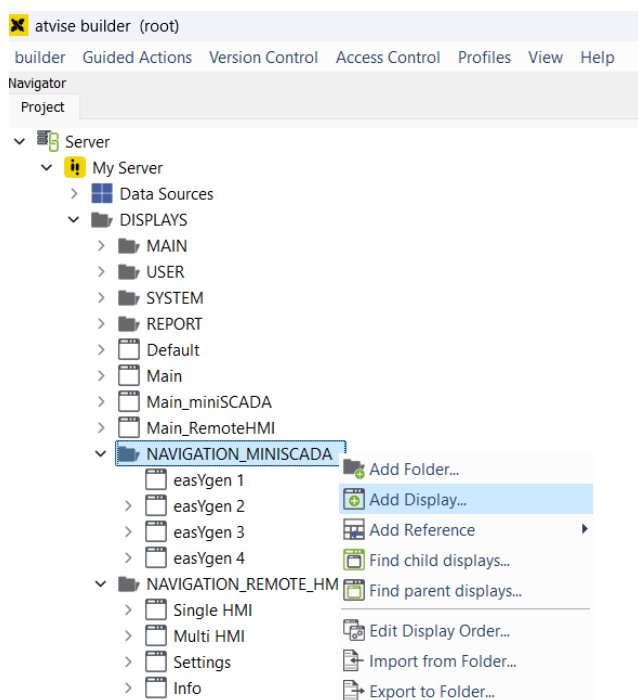 atvise builder (root)
builder Guided Actions Version Control Access Control Profiles View Help
Navigator
Project
Server
My Server
Data Sources
DISPLAYS
MAIN
USER
SYSTEM
REPORT
Default
Main
Main_miniSCADA
Main_RemoteHMI
NAVIGATION_MINISCADA
easYgen 1
easYgen 2
easYgen 3
easYgen 4
NAVIGATION_REMOTE_HM
Single HMI
Multi HMI
Settings
Info
Add Folder...
Add Display...
Add Reference
Find child displays...
Find parent displays...
Edit Display Order...
Import from Folder...
Export to Folder...